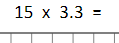 15 x 3.3 =